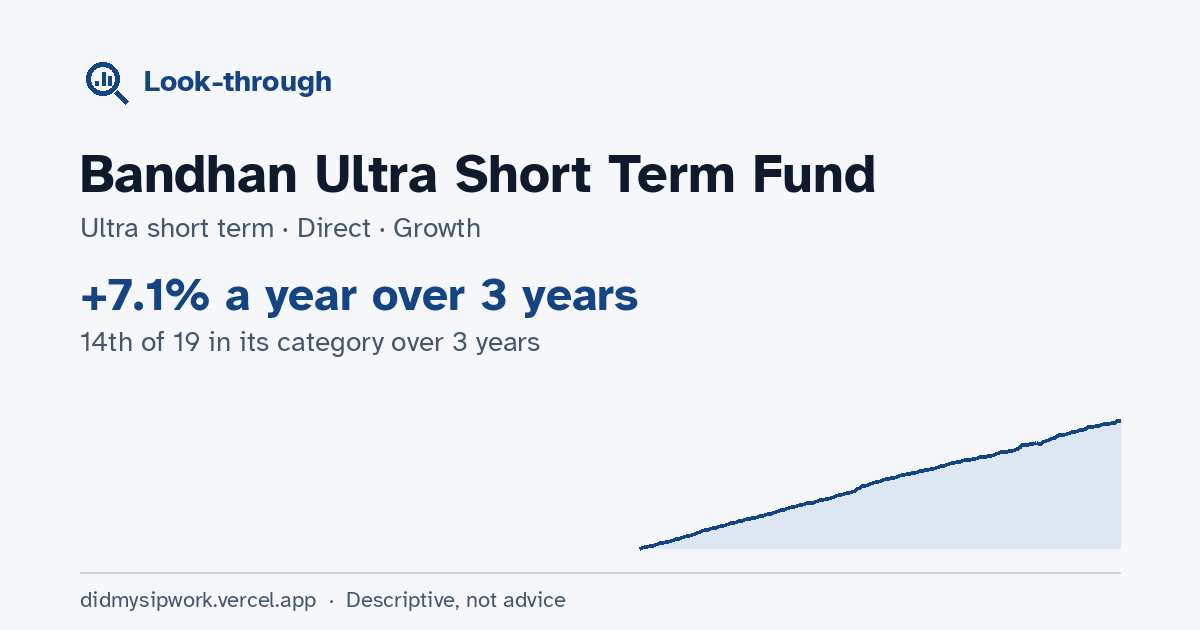 Look-through
Bandhan Ultra Short Term Fund
Ultra short term · Direct · Growth
+7.1% a year over 3 years
14th of 19 in its category over 3 years
didmysipwork.vercel.app · Descriptive, not advice